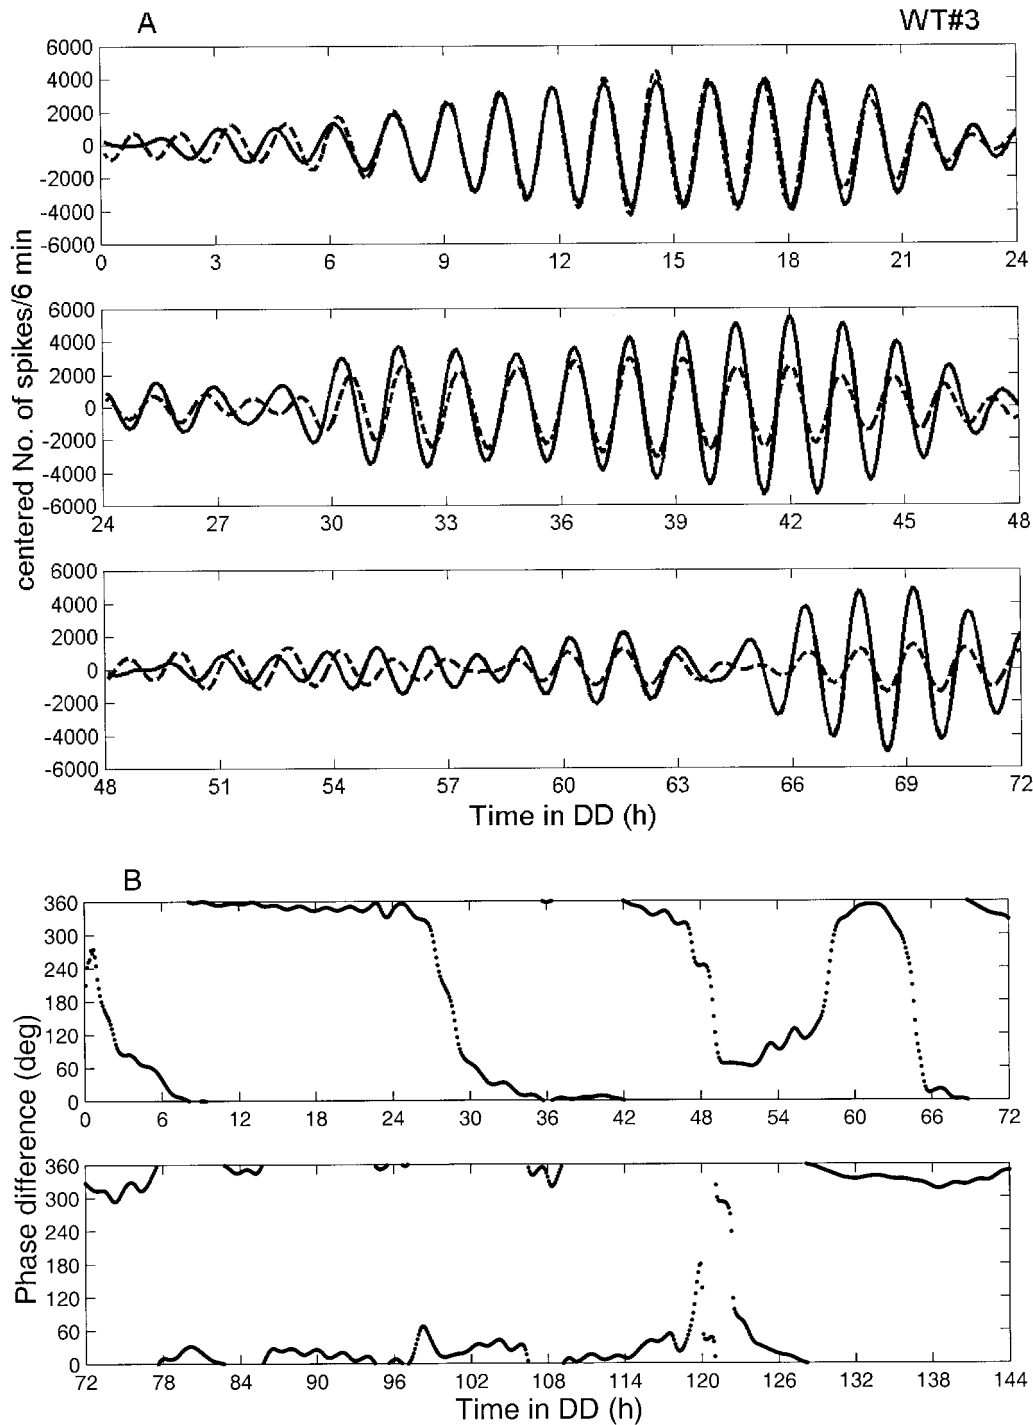 A
WT#3
6000
4000
2000
0
-2000
-4000
-6000
0 3 6 9 12 15 18 21 24
6000
4000
2000
0
-2000
-4000
-6000
24 27 30 33 36 39 42 45 48
6000
4000
2000
0
-2000
-4000
-6000
48 51 54 57 60 63 66 69 72
centered No. of spikes/6 min
Time in DD (h)
B
360
300
240
180
120
60
0
0 6 12 18 24 30 36 42 48 54 60 66 72
360
300
240
180
120
60
0
72 78 84 90 96 102 108 114 120 126 132 138 144
Phase difference (deg)
Time in DD (h)